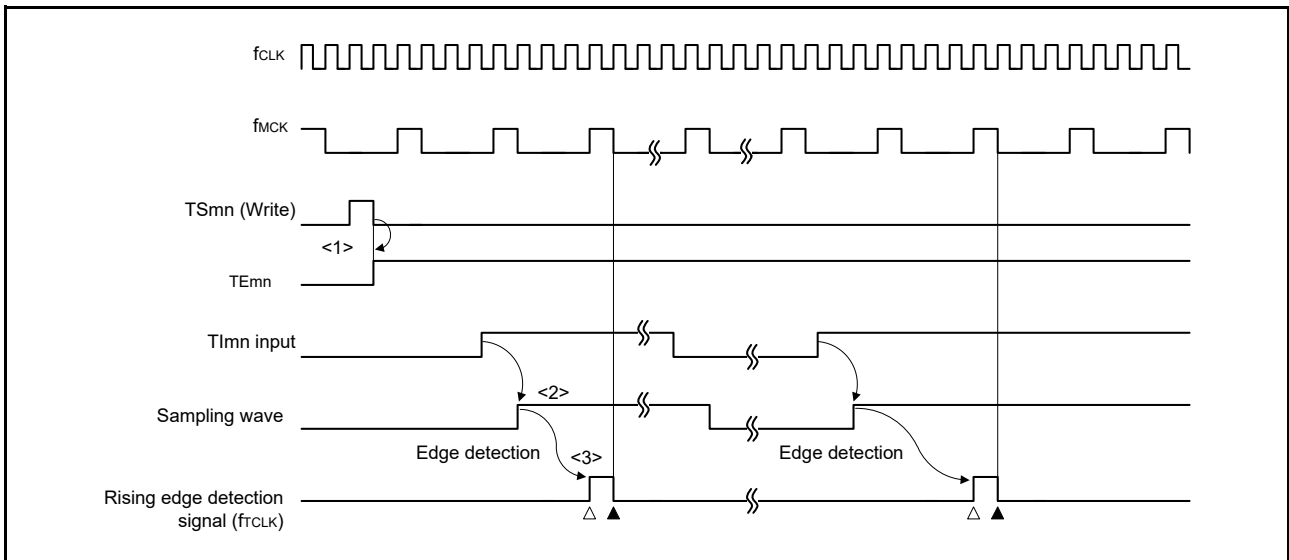 fCLK
fMCK
TSmn (Write)
<1>
TEmn
TImn input
<2>
Sampling wave
Edge detection
<3>
Edge detection
Rising edge detection
signal (fTCLK)